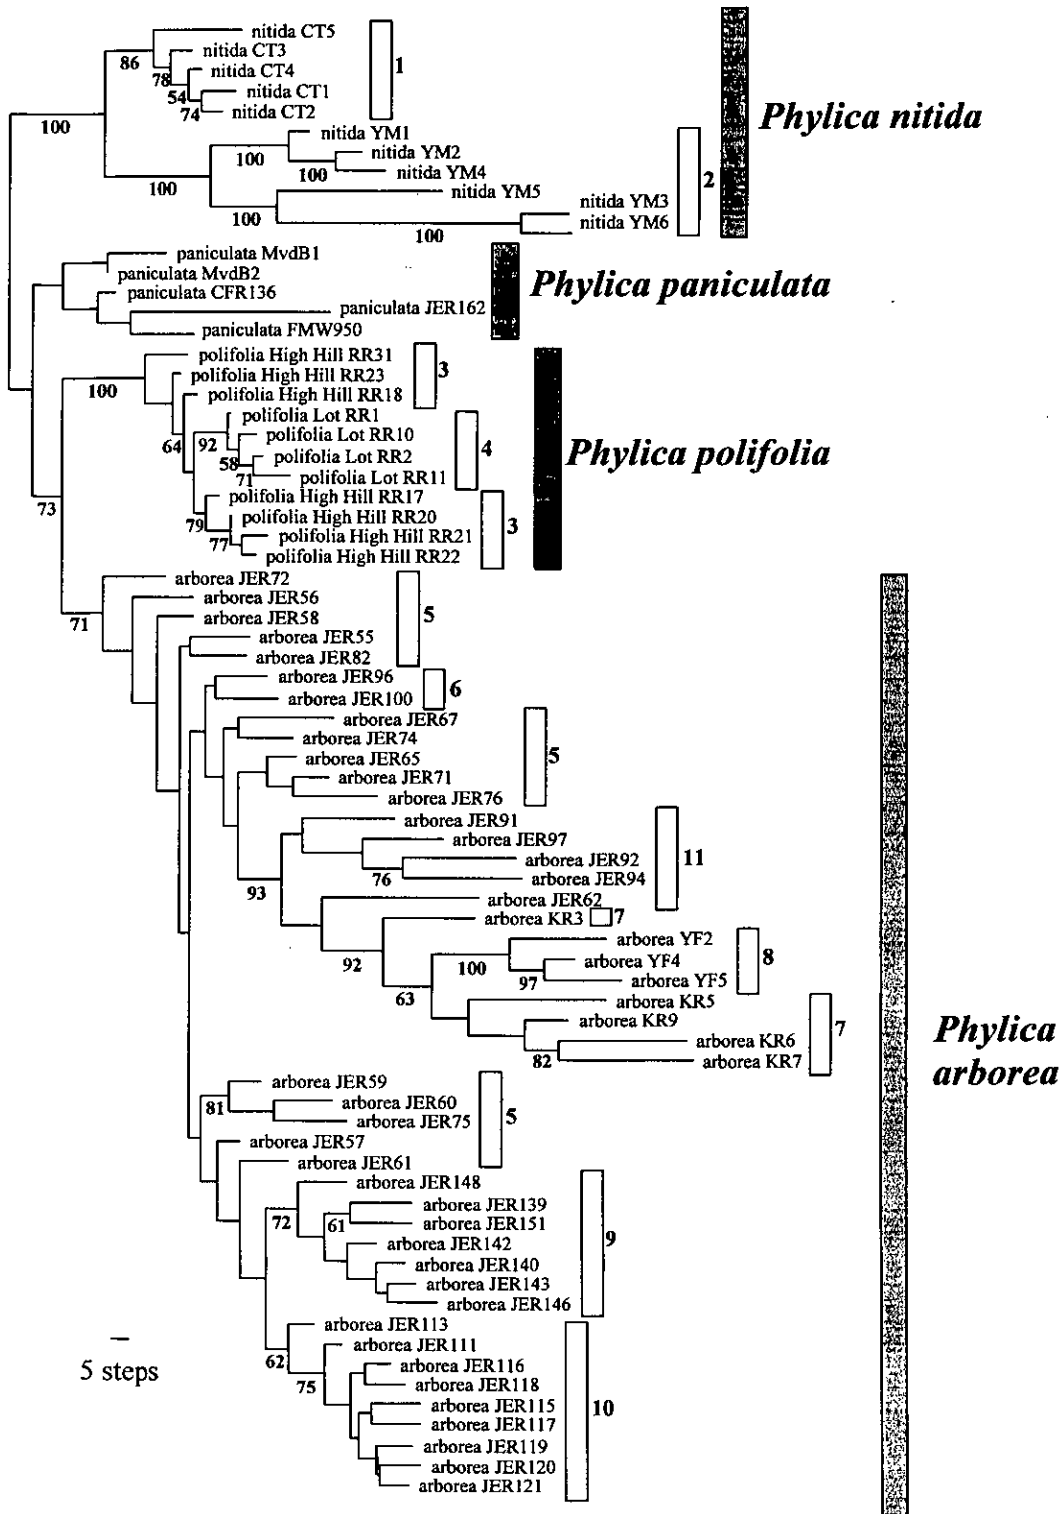 nitida CT5
86
nitida CT3
1
78
nitida CT4
54
nitida CT1
74
nitida CT2
100
Phylica nitida
nitida YM1
100
nitida YM2
100
nitida YM4
2
100
nitida YM5
100
nitida YM3
nitida YM6
100
paniculata MvdB1
paniculata MvdB2
Phylica paniculata
paniculata CFR136
paniculata JER162
paniculata FMW950
polifolia High Hill RR31
3
100
polifolia High Hill RR23
polifolia High Hill RR18
polifolia Lot RR1
64
92
polifolia Lot RR10
4
Phylica polifolia
58
polifolia Lot RR2
71
polifolia Lot RR11
73
polifolia High Hill RR17
79
polifolia High Hill RR20
3
77
polifolia High Hill RR21
polifolia High Hill RR22
arborea JER72
71
arborea JER56
5
arborea JER58
arborea JER55
arborea JER82
arborea JER96
6
arborea JER100
arborea JER67
arborea JER74
5
arborea JER65
arborea JER71
arborea JER76
arborea JER91
arborea JER97
11
76
arborea JER92
93
arborea JER94
arborea JER62
arborea KR3
7
92
arborea YF2
100
arborea YF4
8
97
arborea YF5
63
arborea KR5
arborea KR9
7
arborea KR6
82
arborea KR7
Phylica
arborea
arborea JER59
81
arborea JER60
5
arborea JER75
arborea JER57
arborea JER61
arborea JER148
72
61
arborea JER139
arborea JER151
9
arborea JER142
arborea JER140
arborea JER143
arborea JER146
arborea JER113
62
arborea JER111
5 steps
75
arborea JER116
arborea JER118
arborea JER115
10
arborea JER117
arborea JER119
arborea JER120
arborea JER121